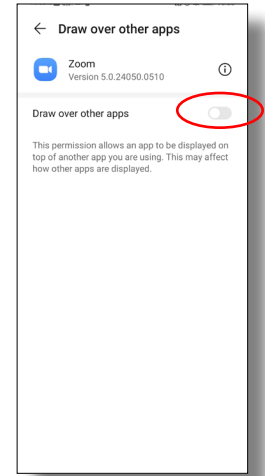 Draw over other apps
Zoom
Version 5.0.24050.0510
Draw over other apps
This permission allows an app to be displayed on
top of another app you are using. This may affect
how other apps are displayed.